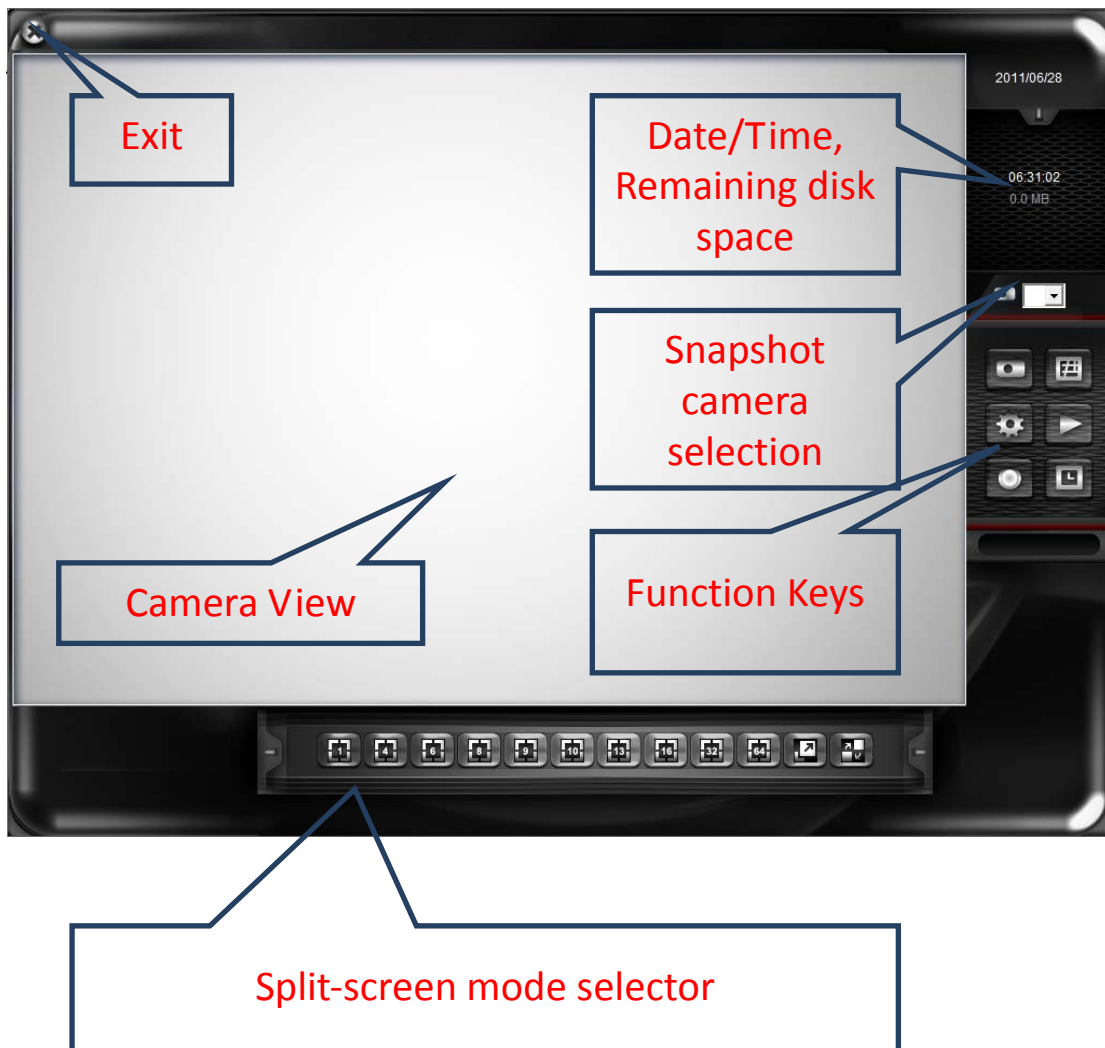 2011/06/28
Exit
Date/Time,
Remaining disk
space
06:31:02
0.0 MB
Snapshot
camera
selection
Camera View
Function Keys
1 4 6 8 9 10 13 16 32 64
Split-screen mode selector